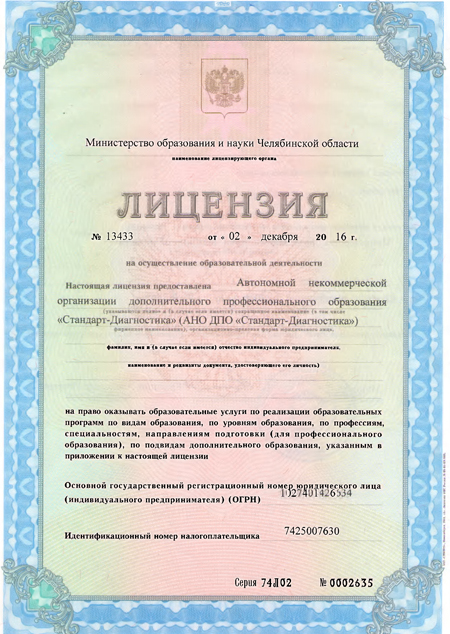 Министерство образования и науки Челябинской области
наименование лицензирующего органа
ЛИЦЕНЗИЯ
№ 13433 от « 02 » декабря 20 16 г.
на осуществление образовательной деятельности
Настоящая лицензия предоставлена Автономной некоммерческой
организации дополнительного профессионального образования
(указываются полное и (в случае если имеется) сокращенное наименование (в том числе
«Стандарт-Диагностика» (АНО ДПО «Стандарт-Диагностика»)
фирменное наименование), организационно-правовая форма юридического лица,
фамилия, имя и (в случае если имеется) отчество индивидуального предпринимателя,
наименование и реквизиты документа, удостоверяющего его личность)
на право оказывать образовательные услуги по реализации образовательных
программ по видам образования, по уровням образования, по профессиям,
специальностям, направлениям подготовки (для профессионального
образования), по подвидам дополнительного образования, указанным в
приложении к настоящей лицензии
Основной государственный регистрационный номер юридического лица
(индивидуального предпринимателя) (ОГРН) 1027401426534
Идентификационный номер налогоплательщика 7425007630
Серия 74Л02 № 0002635